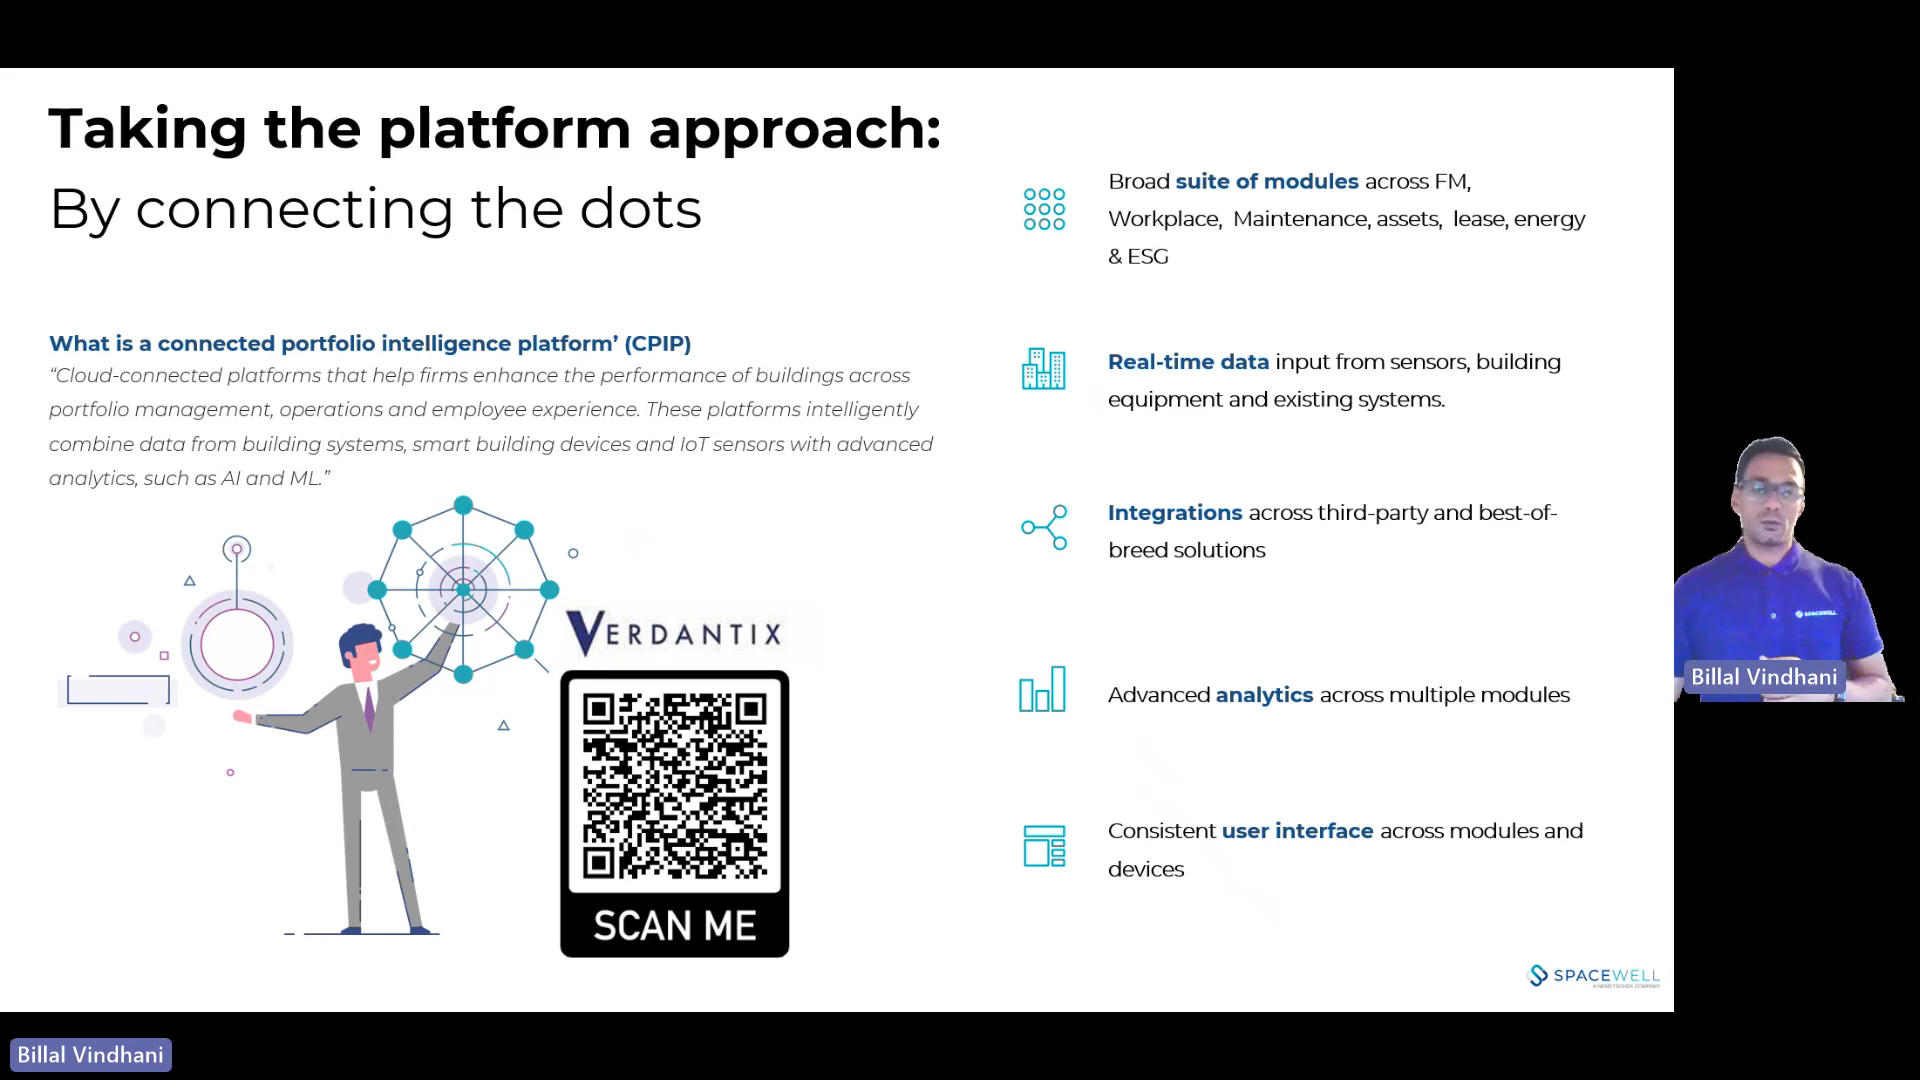 Taking the platform approach:
By connecting the dots
What is a connected portfolio intelligence platform’ (CPIP)
“Cloud-connected platforms that help firms enhance the performance of buildings across
portfolio management, operations and employee experience. These platforms intelligently
combine data from building systems, smart building devices and IoT sensors with advanced
analytics, such as AI and ML.”
VERDANTIX
SCAN ME
Broad suite of modules across FM,
Workplace, Maintenance, assets, lease, energy
& ESG
Real-time data input from sensors, building
equipment and existing systems.
Integrations across third-party and best-of-
breed solutions
Advanced analytics across multiple modules
Consistent user interface across modules and
devices
SPACEWELL
A NEMETSCHEK COMPANY
SPACEWELL
Billal Vindhani
Billal Vindhani